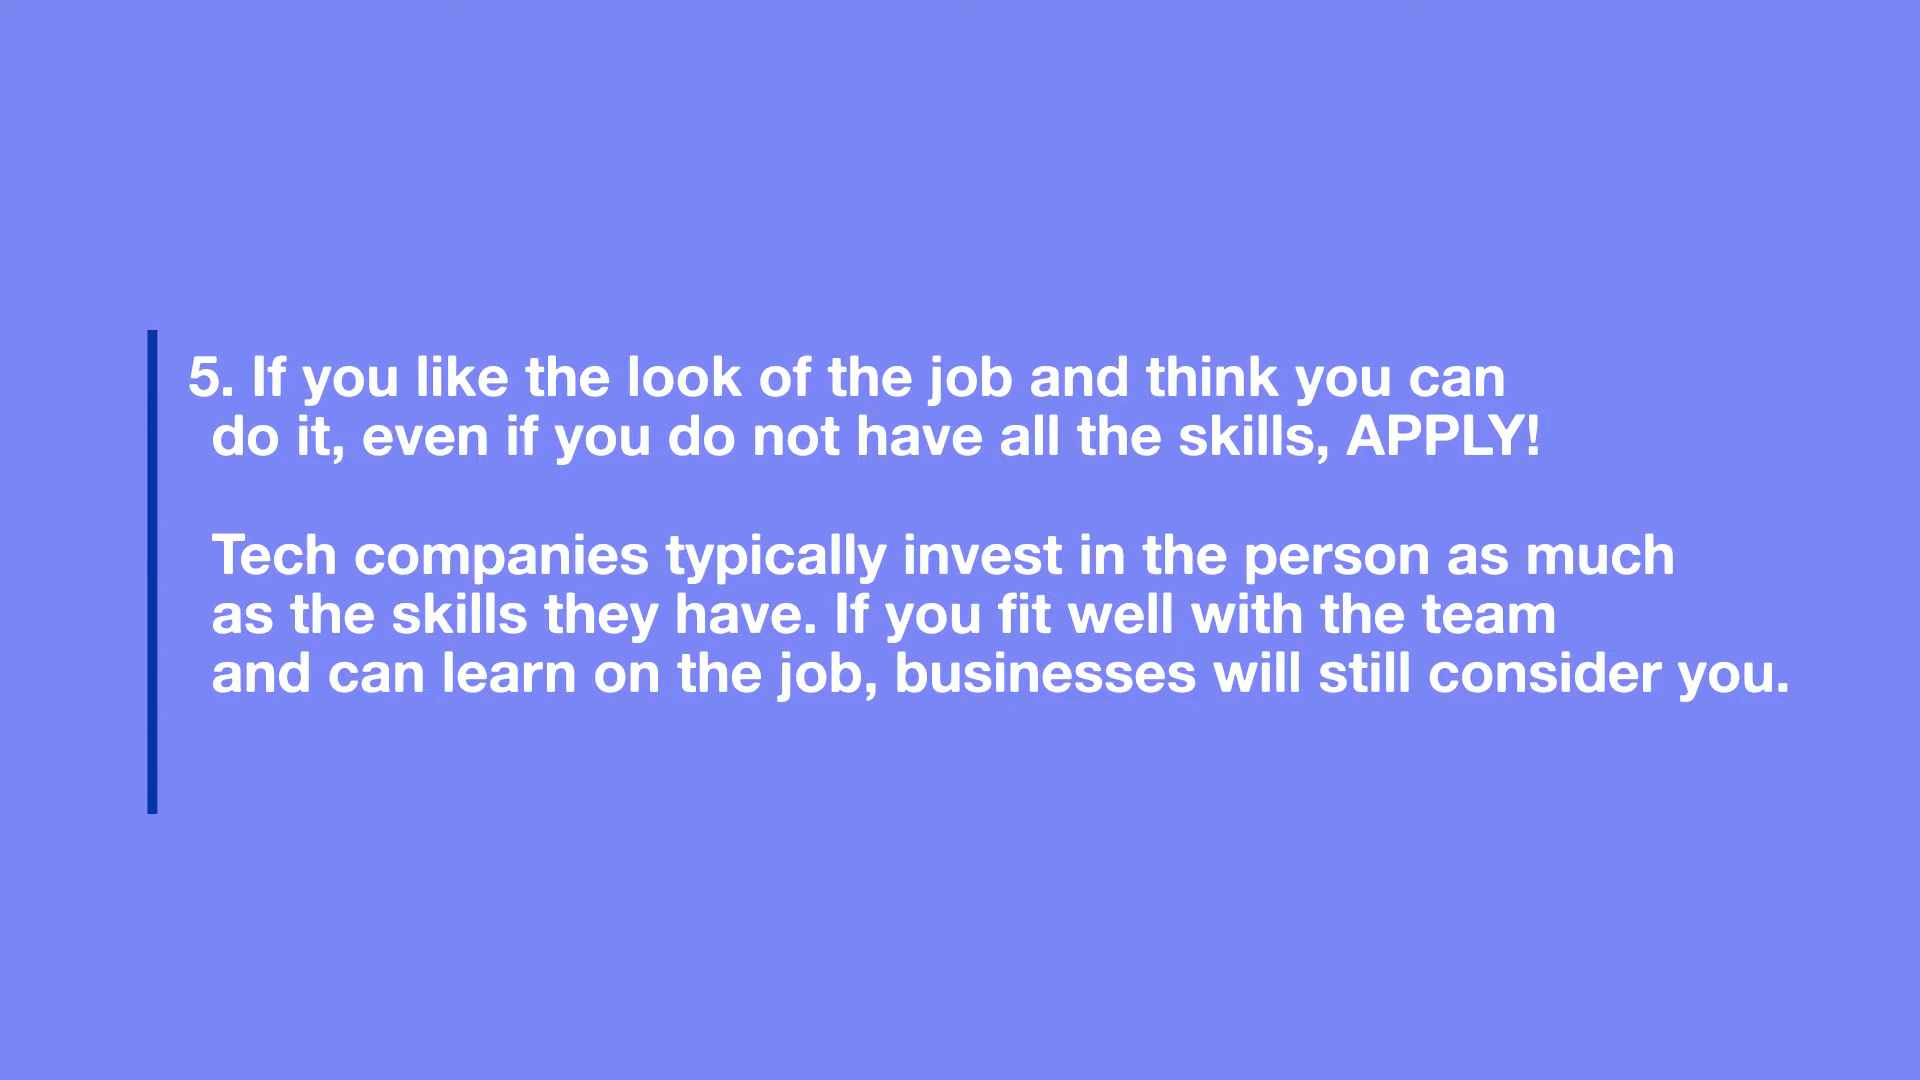 5. If you like the look of the job and think you can
do it, even if you do not have all the skills, APPLY!
Tech companies typically invest in the person as much
as the skills they have. If you fit well with the team
and can learn on the job, businesses will still consider you.